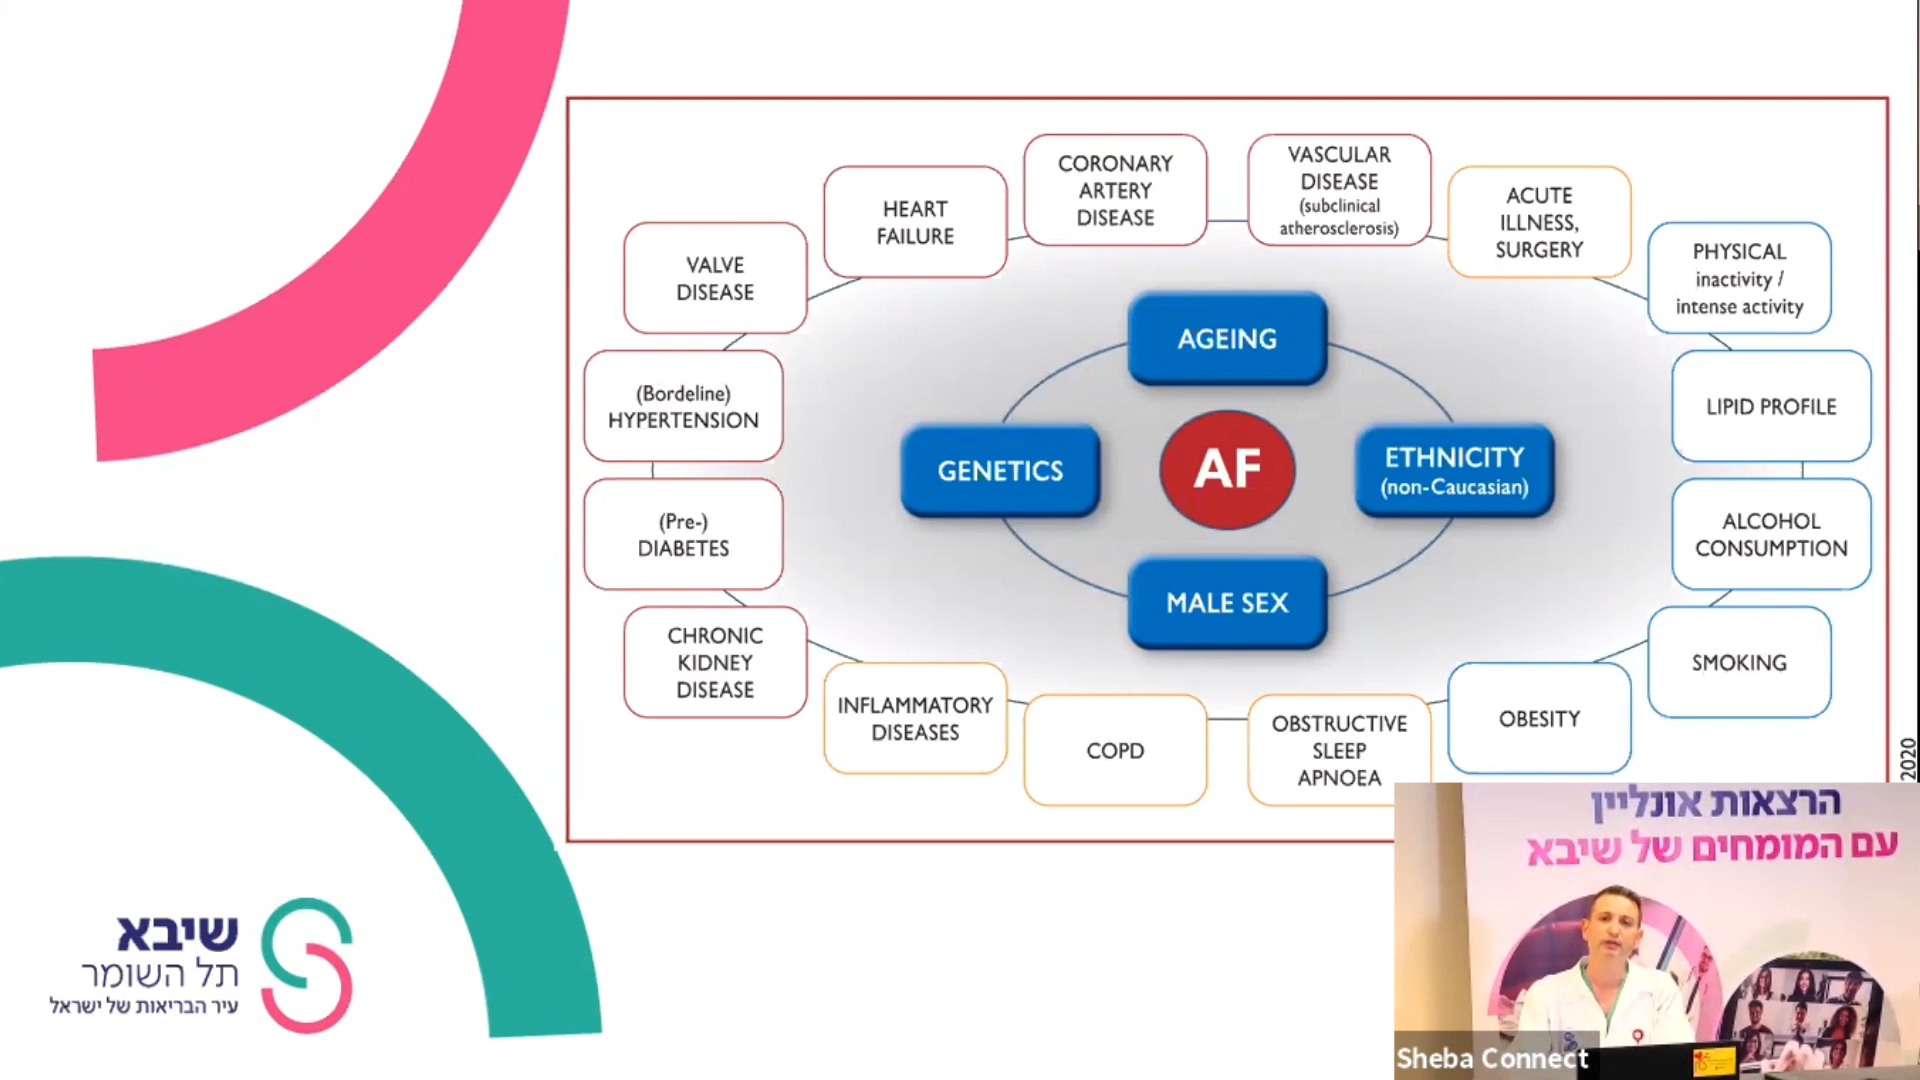 CORONARY
ARTERY
DISEASE
VASCULAR
DISEASE
(subclinical
atherosclerosis)
HEART
FAILURE
ACUTE
ILLNESS,
SURGERY
VALVE
DISEASE
PHYSICAL
inactivity /
intense activity
AGEING
(Bordeline)
HYPERTENSION
LIPID PROFILE
GENETICS
AF
ETHNICITY
(non-Caucasian)
(Pre-)
DIABETES
ALCOHOL
CONSUMPTION
MALE SEX
CHRONIC
KIDNEY
DISEASE
SMOKING
INFLAMMATORY
DISEASES
COPD
OBSTRUCTIVE
SLEEP
APNOEA
OBESITY
2020
הרצאות אונליין
עם המומחים של שיבא
שיבא
תל השומר
עיר הבריאות של ישראל
Sheba Connect